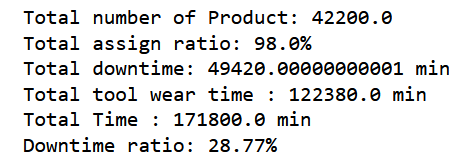 Total number of Product: 42200.0
Total assign ratio: 98.0%
Total downtime: 49420.00000000001 min
Total tool wear time : 122380.0 min
Total Time : 171800.0 min
Downtime ratio: 28.77%